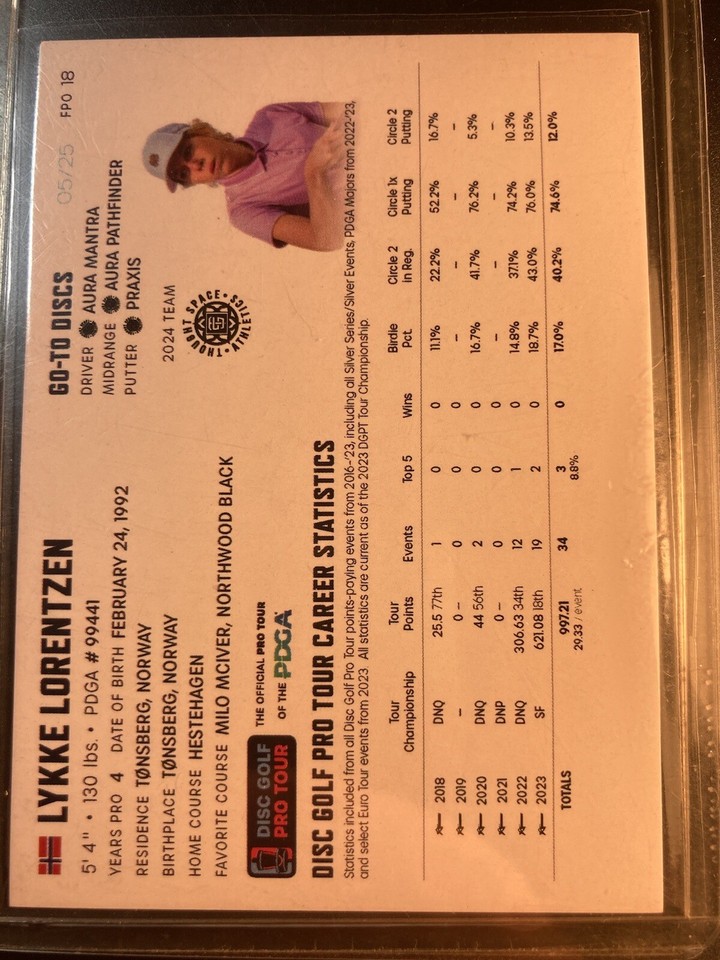 LYKKE LORENTZEN
5' 4" • 130 lbs. • PDGA # 99441
YEARS PRO 4 DATE OF BIRTH FEBRUARY 24, 1992
RESIDENCE TØNSBERG, NORWAY
BIRTHPLACE TØNSBERG, NORWAY
HOME COURSE HESTEHAGEN
FAVORITE COURSE MILO MCIVER, NORTHWOOD BLACK
GO-TO DISCS
DRIVER AURA MANTRA
MIDRANGE AURA PATHFINDER
PUTTER PRAXIS
05/25 FPO 18
2024 TEAM
THOUGHT SPACE • ATHLETICS •
DISC GOLF
PRO TOUR
THE OFFICIAL PRO TOUR
OF THE PDGA
DISC GOLF PRO TOUR CAREER STATISTICS
Statistics included from all Disc Golf Pro Tour points-paying events from 2016-'23, including all Silver Series/Silver Events, PDGA Majors from 2022-'23,
and select Euro Tour events from 2023 All statistics are current as of the 2023 DGPT Tour Championship.
Tour Championship Tour Points Events Top 5 Wins Birdie Pct. Circle 2 in Reg. Circle 1x Putting Circle 2 Putting
2018 DNQ 25.5 77th 1 0 0 11.1% 22.2% 52.2% 16.7%
2019 – 0 – 0 0 0 – – – –
2020 DNQ 44 56th 2 0 0 16.7% 41.7% 76.2% 5.3%
2021 DNP 0 – 0 0 0 – – – –
2022 DNQ 306.63 34th 12 1 0 14.8% 37.1% 74.2% 10.3%
2023 SF 621.08 18th 19 2 0 18.7% 43.0% 76.0% 13.5%
TOTALS 997.21 34 3 0 17.0% 40.2% 74.6% 12.0%
29.33 / event 8.8%